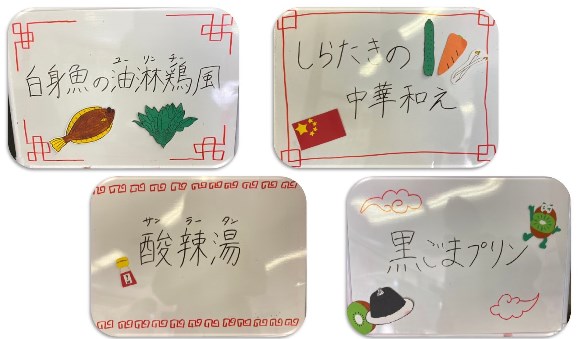 ユーリンチー
白身魚の油淋鶏風
しらたきの
中華和え
サンラータン
酸辣湯
黒ごまプリン